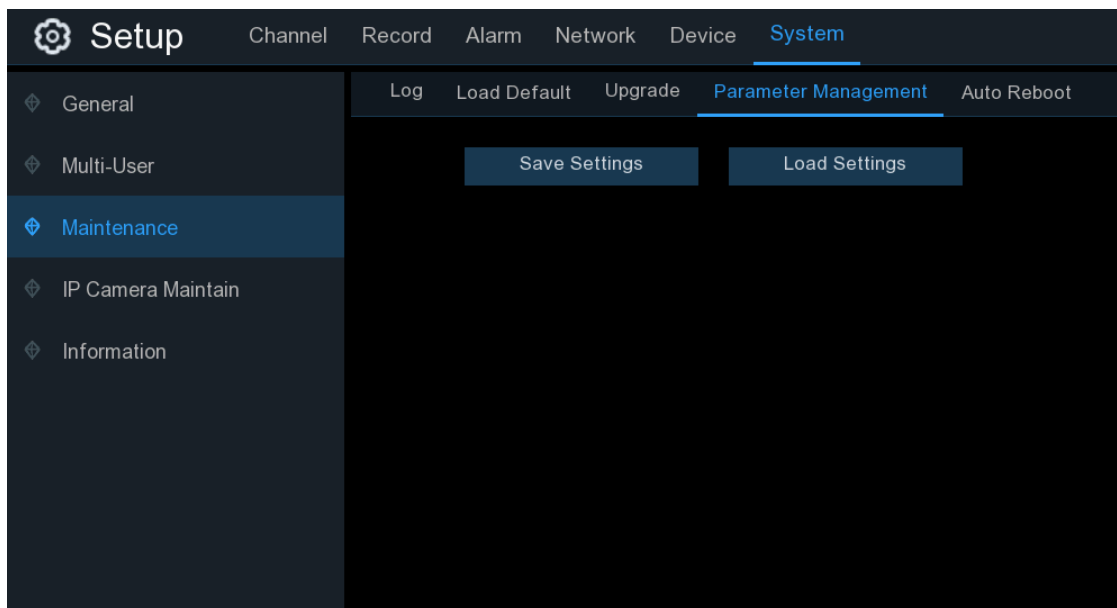 Setup Channel Record Alarm Network Device System
Log Load Default Upgrade Parameter Management Auto Reboot
General
Multi-User
Maintenance
IP Camera Maintain
Information
Save Settings Load Settings